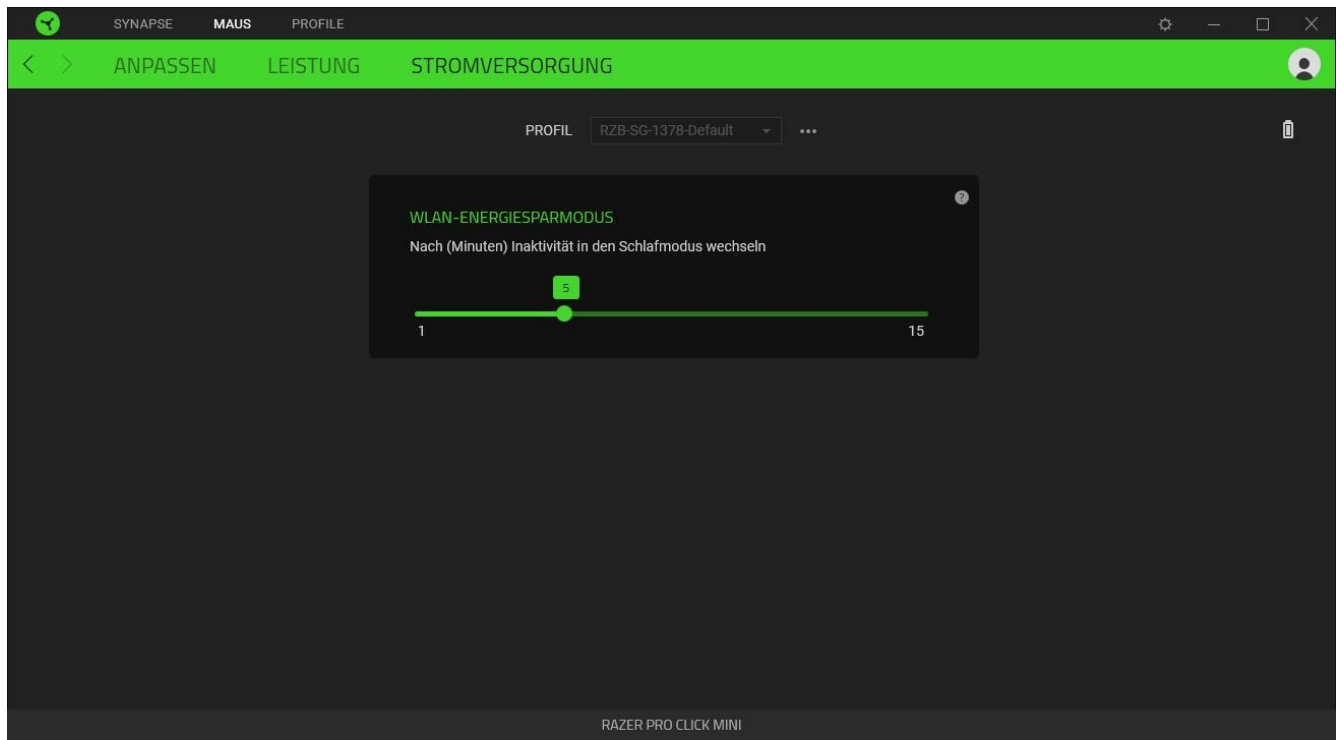 SYNAPSE MAUS PROFILE
ANPASSEN LEISTUNG STROMVERSORGUNG
PROFIL RZB-SG-1378-Default
WLAN-ENERGIESPARMODUS
Nach (Minuten) Inaktivität in den Schlafmodus wechseln
5
1 15
RAZER PRO CLICK MINI